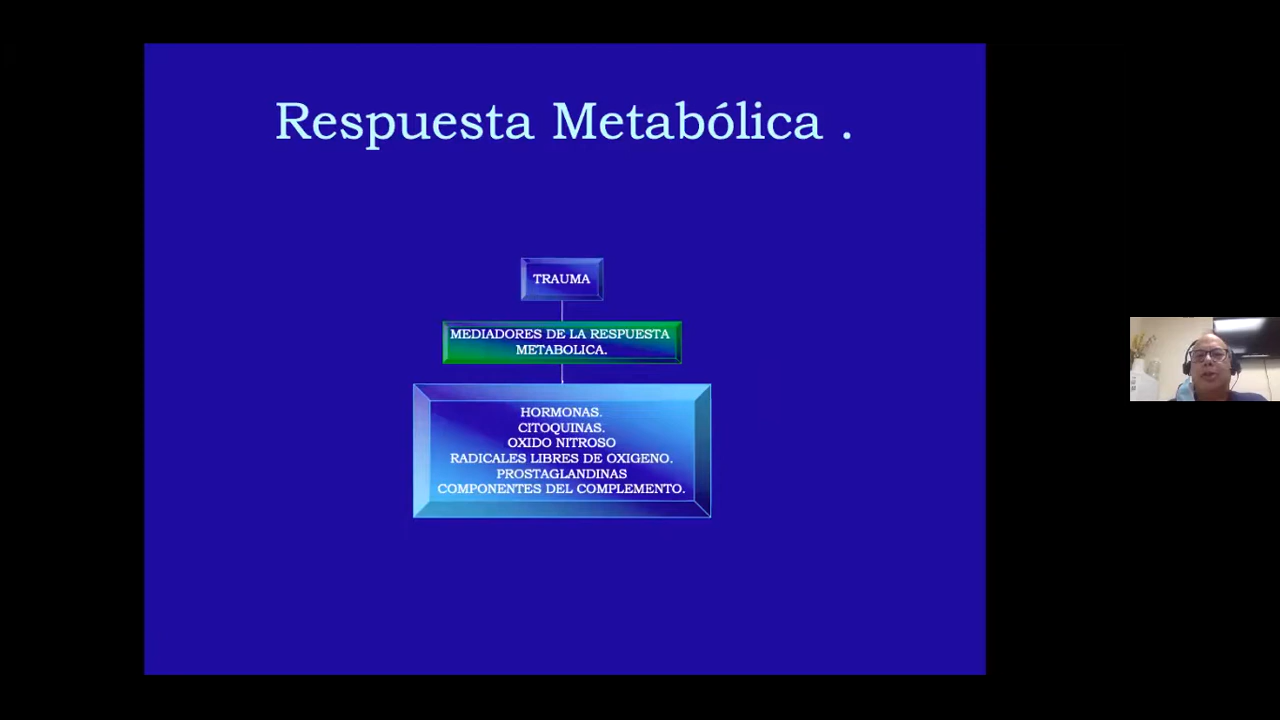 Respuesta Metabólica .
TRAUMA
MEDIADORES DE LA RESPUESTA
METABOLICA.
HORMONAS.
CITOQUINAS.
OXIDO NITROSO
RADICALES LIBRES DE OXIGENO.
PROSTAGLANDINAS
COMPONENTES DEL COMPLEMENTO.